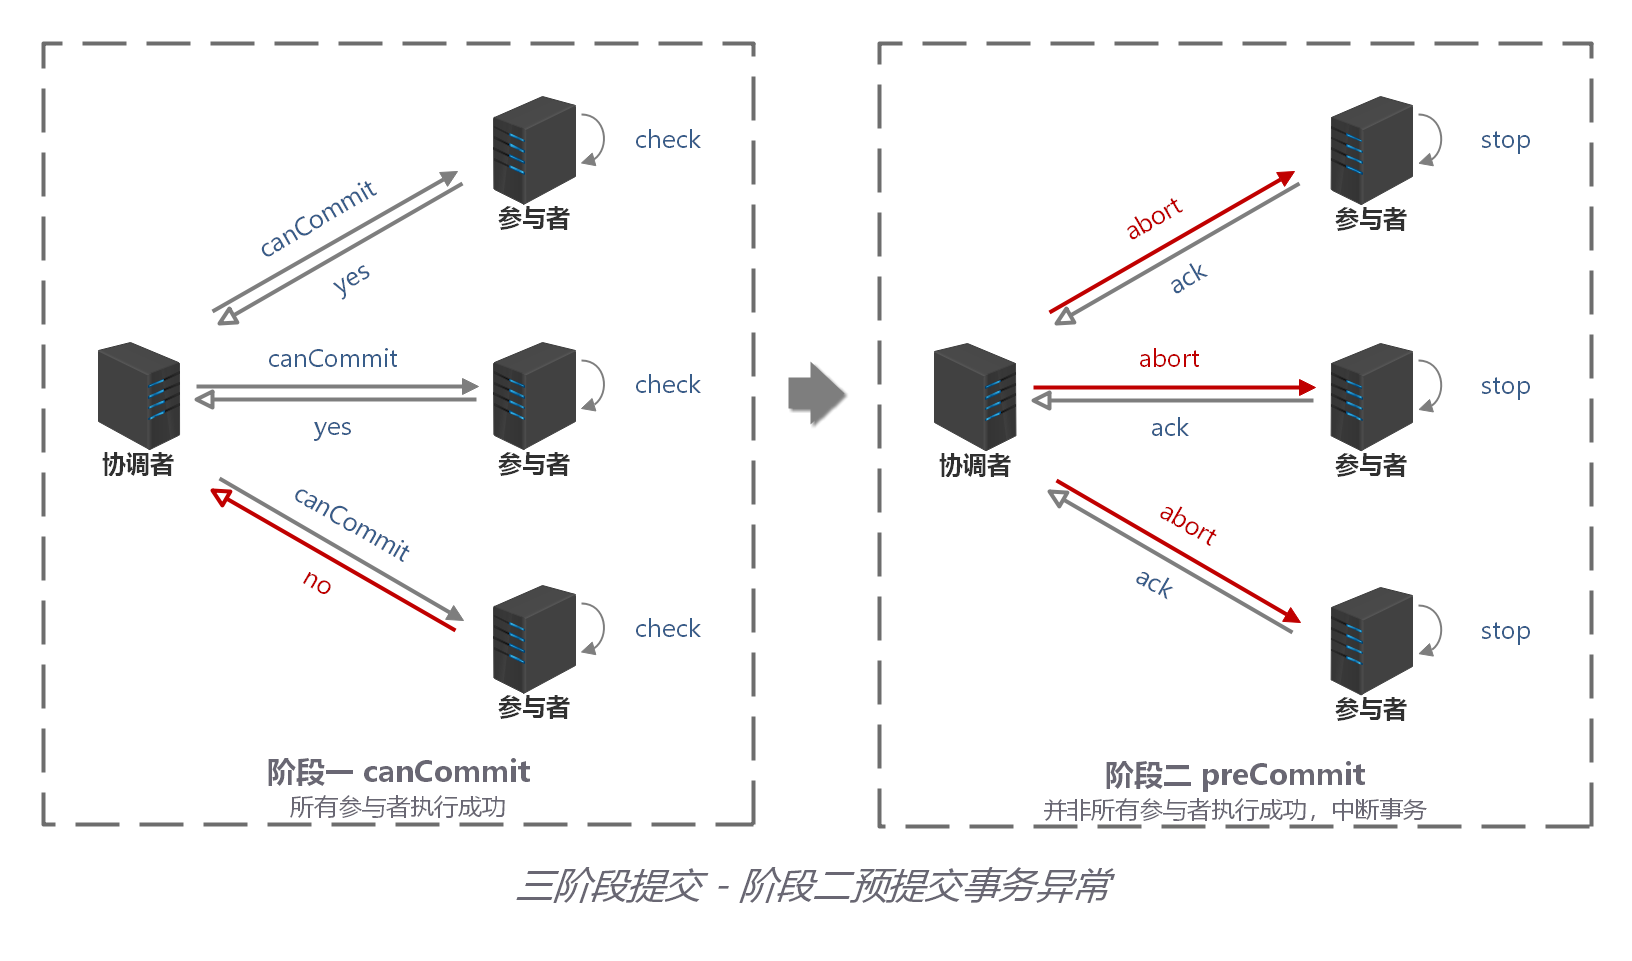 check
canCommit
yes
参与者
canCommit
check
yes
协调者
参与者
canCommit
no
check
参与者
阶段一 canCommit
所有参与者执行成功
stop
abort
ack
参与者
abort
stop
ack
协调者
参与者
abort
ack
stop
参与者
阶段二 preCommit
并非所有参与者执行成功，中断事务
三阶段提交 - 阶段二预提交事务异常